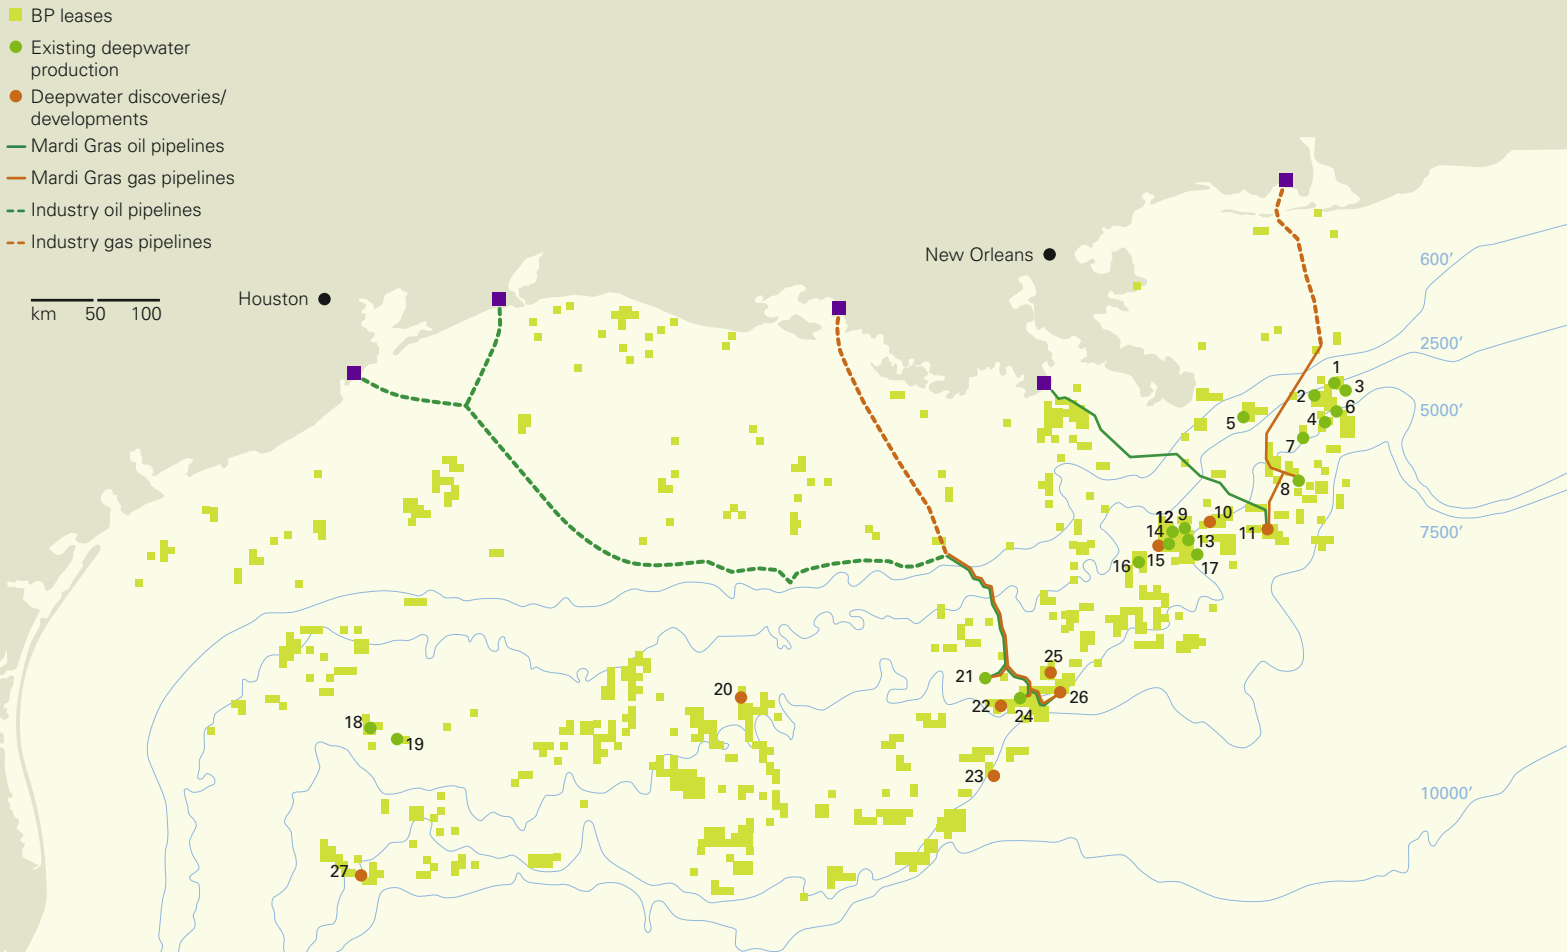 BP leases
Existing deepwater
production
Deepwater discoveries/
developments
Mardi Gras oil pipelines
Mardi Gras gas pipelines
Industry oil pipelines
Industry gas pipelines
New Orleans
600’
Houston
km 50 100
2500’
1
3
2
5000’
6
4
5
7
8
10
12 9
7500’
14
11
13
15
16
17
25
21
20
26
22
24
18
19
23
10000’
27